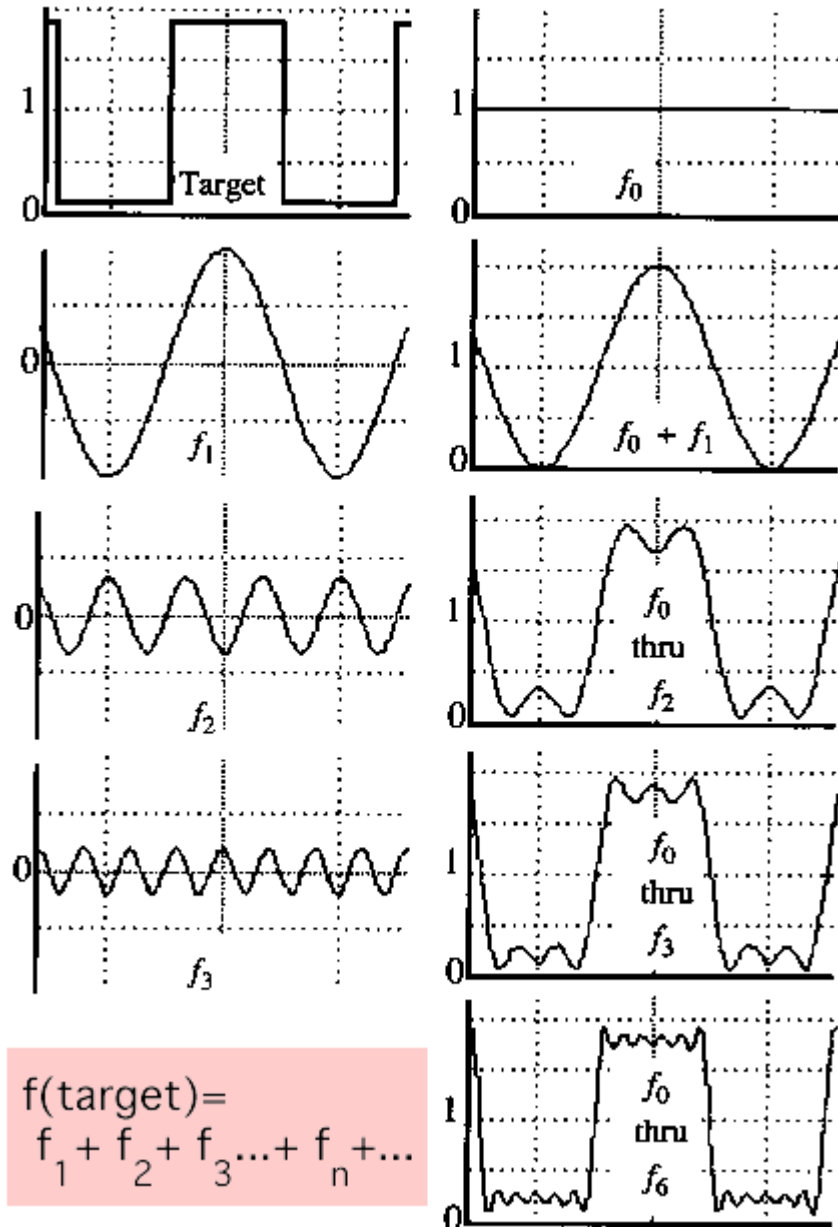 1
0
Target
1
0
f₀
0
f₁
1
0
f₀ + f₁
0
f₂
1
0
f₀
thru
f₂
0
f₃
1
0
f₀
thru
f₃
f(target)=
f₁+ f₂+ f₃...+ fₙ+...
1
0
f₀
thru
f₆